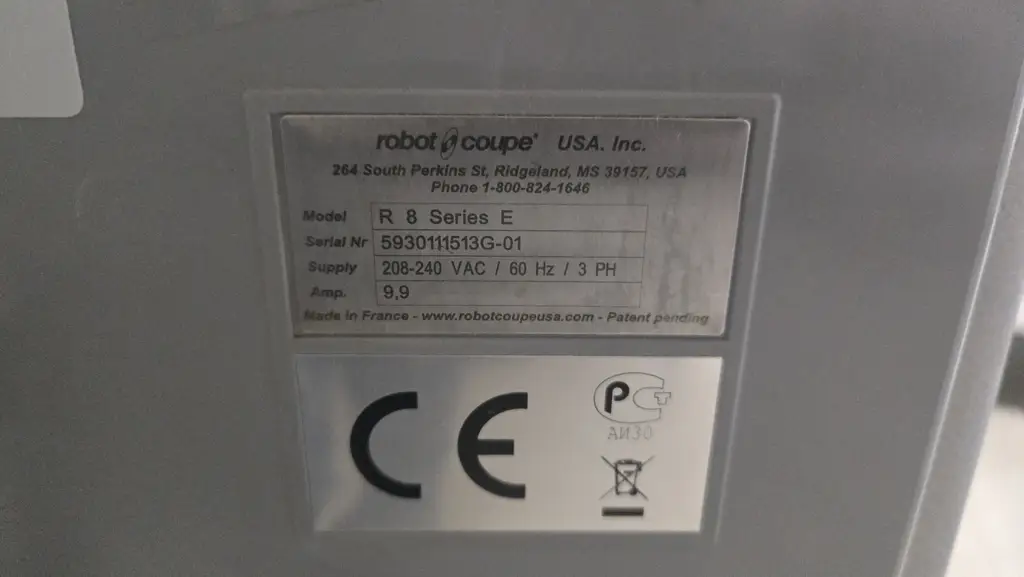 robot coupe® USA. Inc.
264 South Perkins St, Ridgeland, MS 39157, USA
Phone 1-800-824-1646
Model R 8 Series E
Serial Nr 5930111513G-01
Supply 208-240 VAC / 60 Hz / 3 PH
Amp. 9,9
Made in France - www.robotcoupeusa.com - Patent pending
CE
АИ30